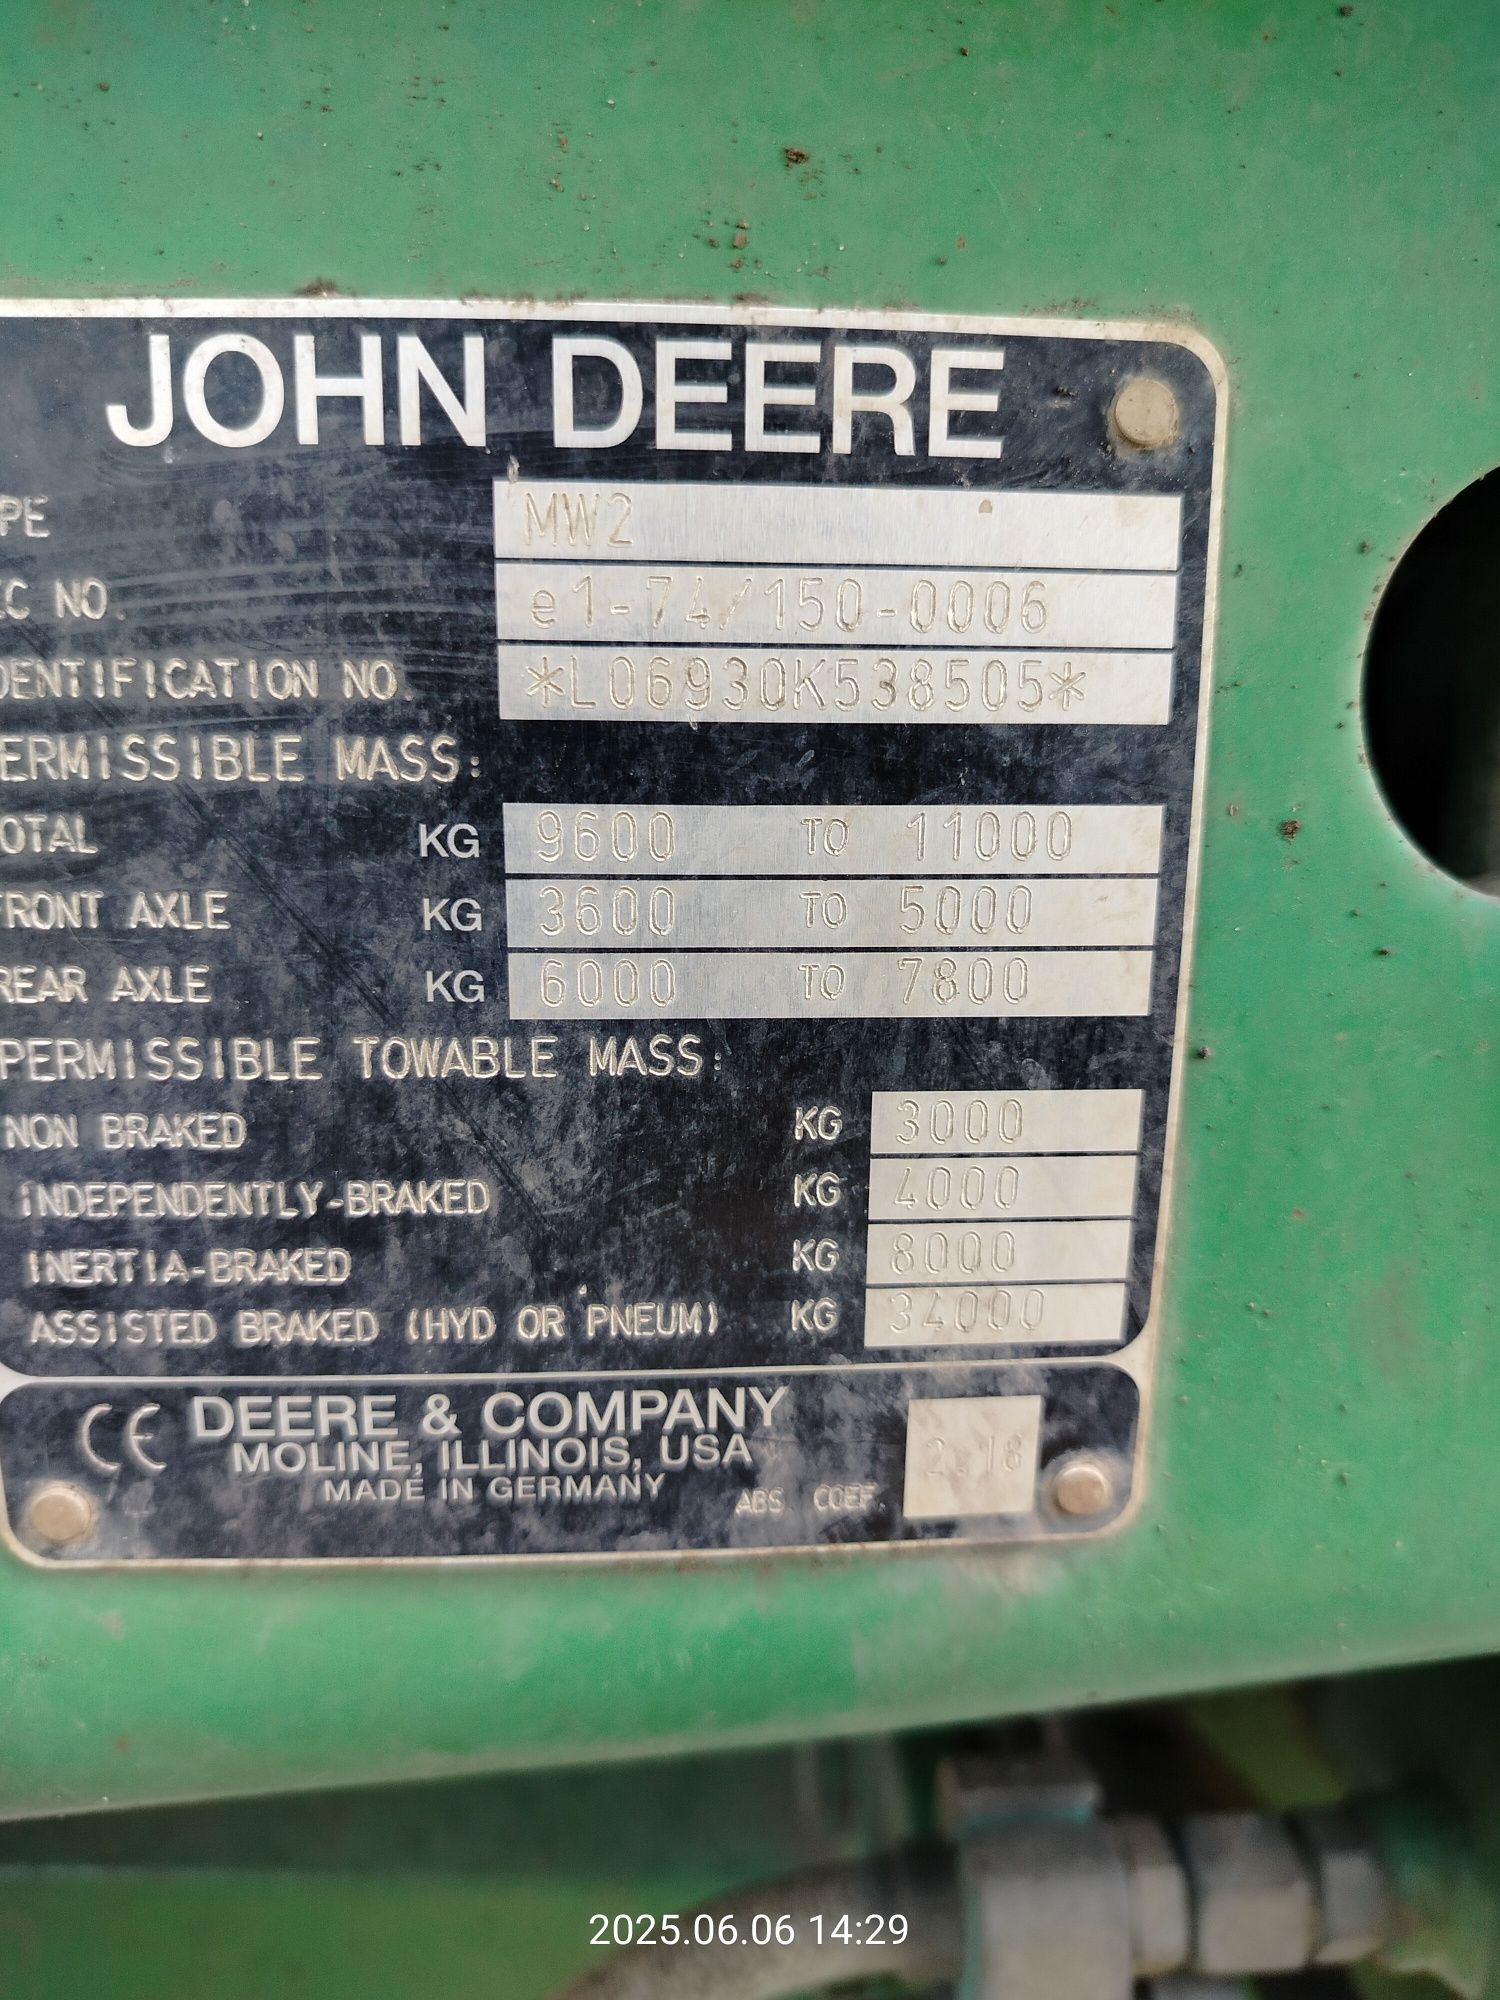 JOHN DEERE
PE MW2
C NO. e1-74/150-0006
DENTIFICATION NO. *L06930K538505*
ERMISSIBLE MASS:
OTAL KG 9600 TO 11000
RONT AXLE KG 3600 TO 5000
REAR AXLE KG 6000 TO 7800
PERMISSIBLE TOWABLE MASS:
NON BRAKED KG 3000
INDEPENDENTLY-BRAKED KG 4000
INERTIA-BRAKED KG 8000
ASSISTED BRAKED (HYD OR PNEUM) KG 34000
CE DEERE & COMPANY
MOLINE, ILLINOIS, USA
MADE IN GERMANY
ABS. COEF. 2.18
2025.06.06 14:29